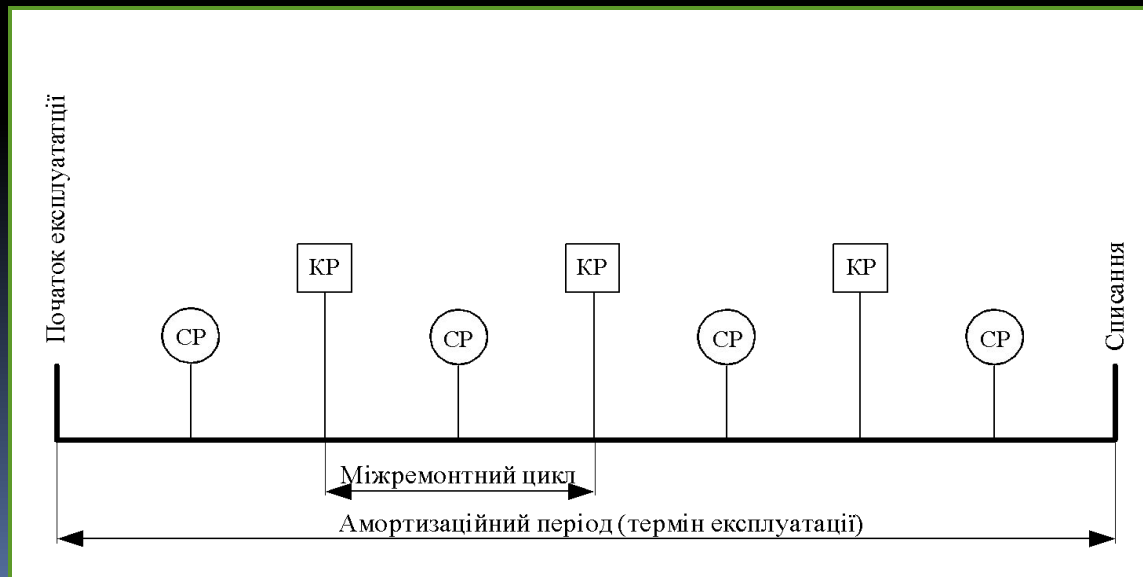 Початок експлуататції
КР
КР
КР
СР
СР
СР
СР
Списання
Міжремонтний цикл
Амортизаційний період (термін експлуатації)